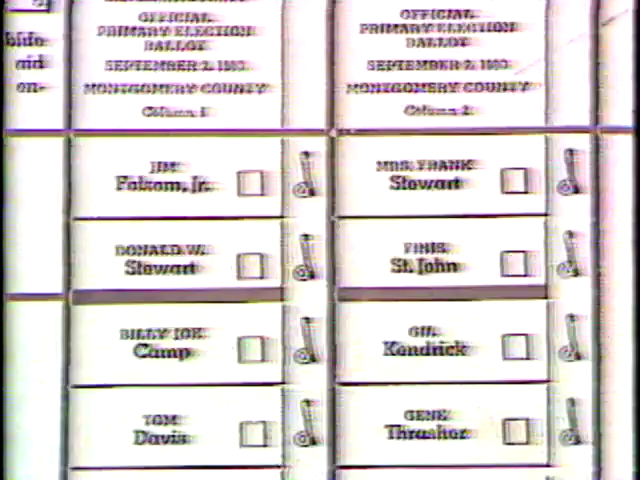 OFFICIAL
PRIMARY ELECTION
BALLOT
SEPTEMBER 2, 1980
MONTGOMERY COUNTY
Column 1
JIM
Folsom, Jr.
DONALD W.
Stewart
BILLY JOE
Camp
TOM
Davis
OFFICIAL
PRIMARY ELECTION
BALLOT
SEPTEMBER 2, 1980
MONTGOMERY COUNTY
Column 2
MRS. FRANK
Stewart
FINIS
St. John
GIL
Kendrick
GENE
Thrasher